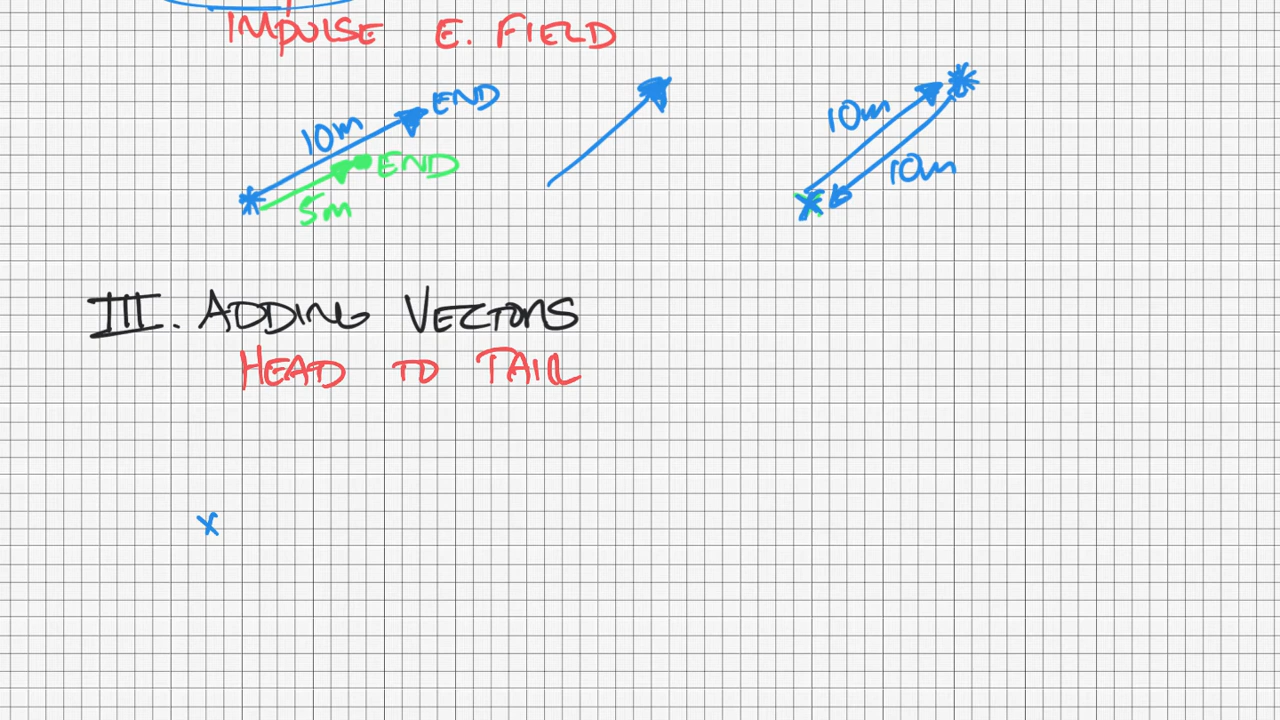 IMPULSE E. FIELD
10m END
5m END
10m
10m
III. ADDING VECTORS
HEAD TO TAIL
x